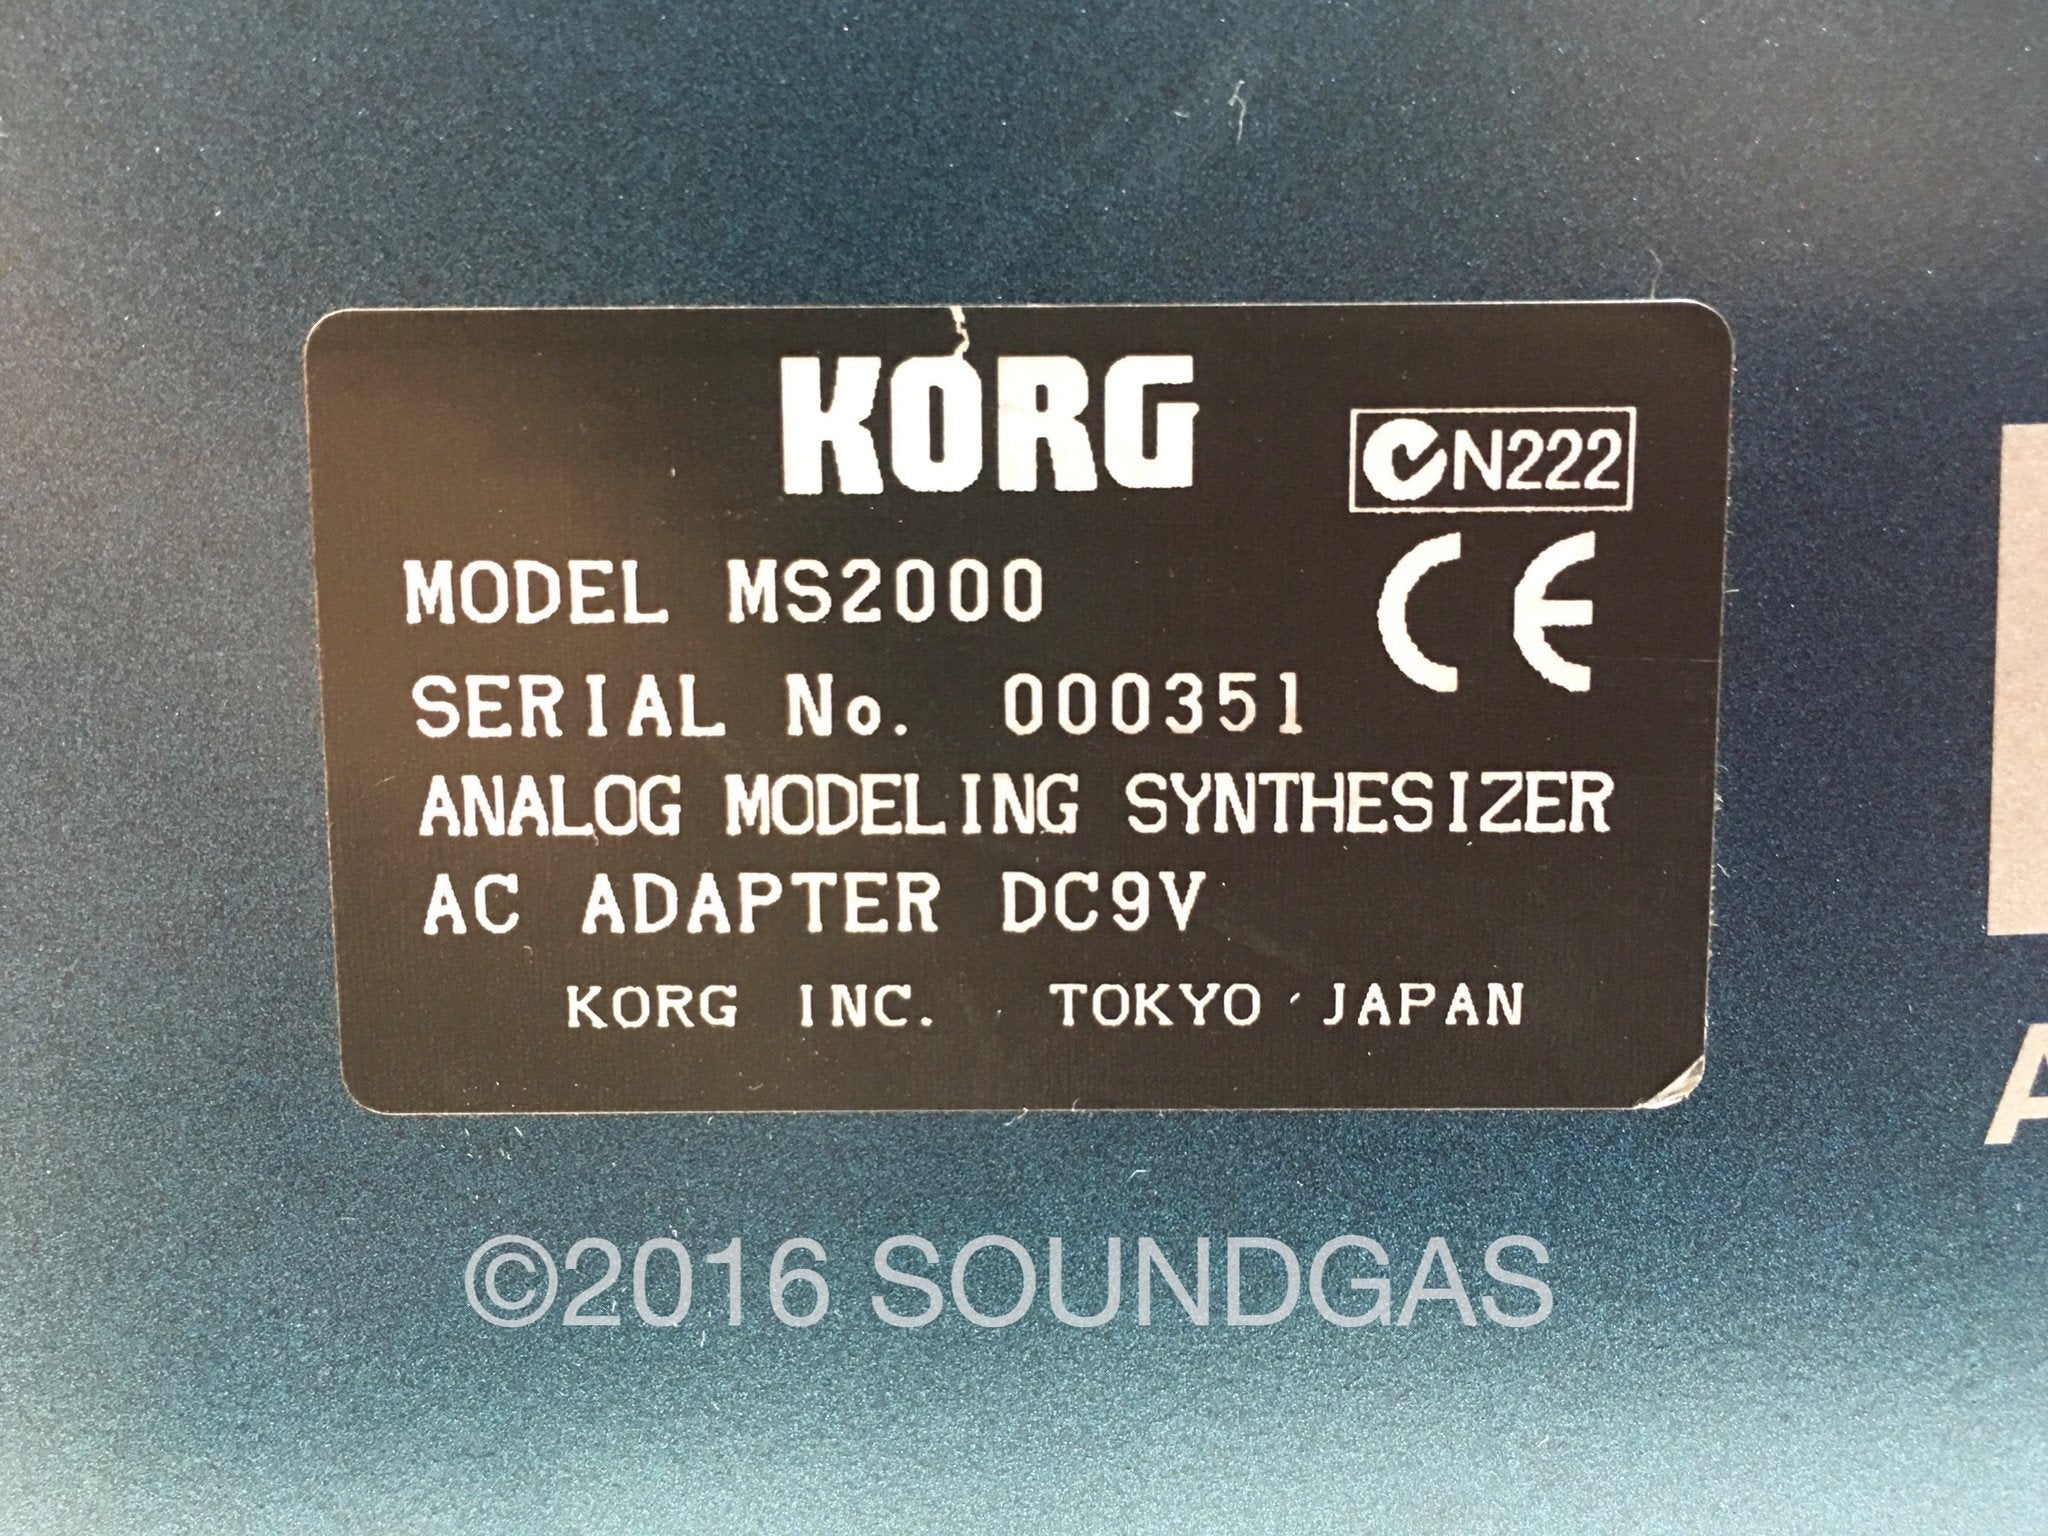 KORG
N222
CE
MODEL MS2000
SERIAL No. 000351
ANALOG MODELING SYNTHESIZER
AC ADAPTER DC9V
KORG INC. TOKYO JAPAN
A
©2016 SOUNDGAS